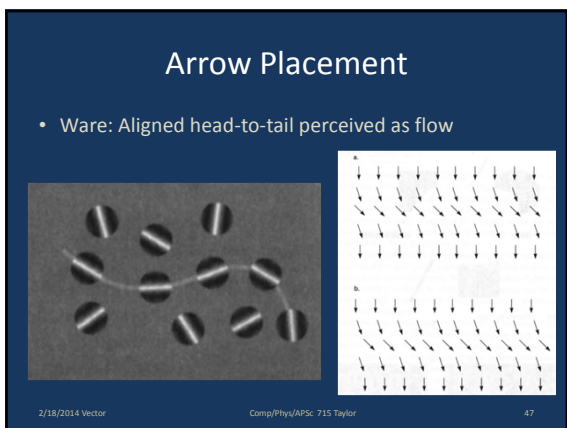 Arrow Placement
• Ware: Aligned head-to-tail perceived as flow
a.
b.
2/18/2014 Vector
Comp/Phys/APSc 715 Taylor
47